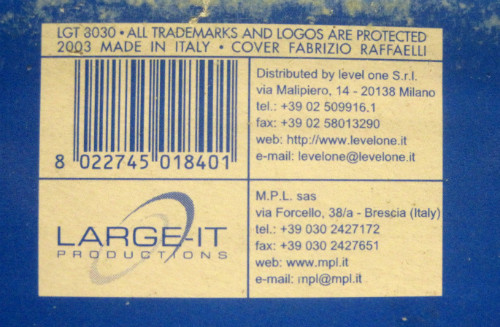 LGT 3030 • ALL TRADEMARKS AND LOGOS ARE PROTECTED
2003 MADE IN ITALY • COVER FABRIZIO RAFFAELLI
8 022745 018401
Distributed by level one S.r.l.
via Malipiero, 14 - 20138 Milano
tel.: +39 02 509916.1
fax: +39 02 58013290
web: http://www.levelone.it
e-mail: levelone@levelone.it
LARGE-IT
PRODUCTIONS
M.P.L. sas
via Forcello, 38/a - Brescia (Italy)
tel.: +39 030 2427172
fax: +39 030 2427651
web: www.mpl.it
e-mail: mpl@mpl.it